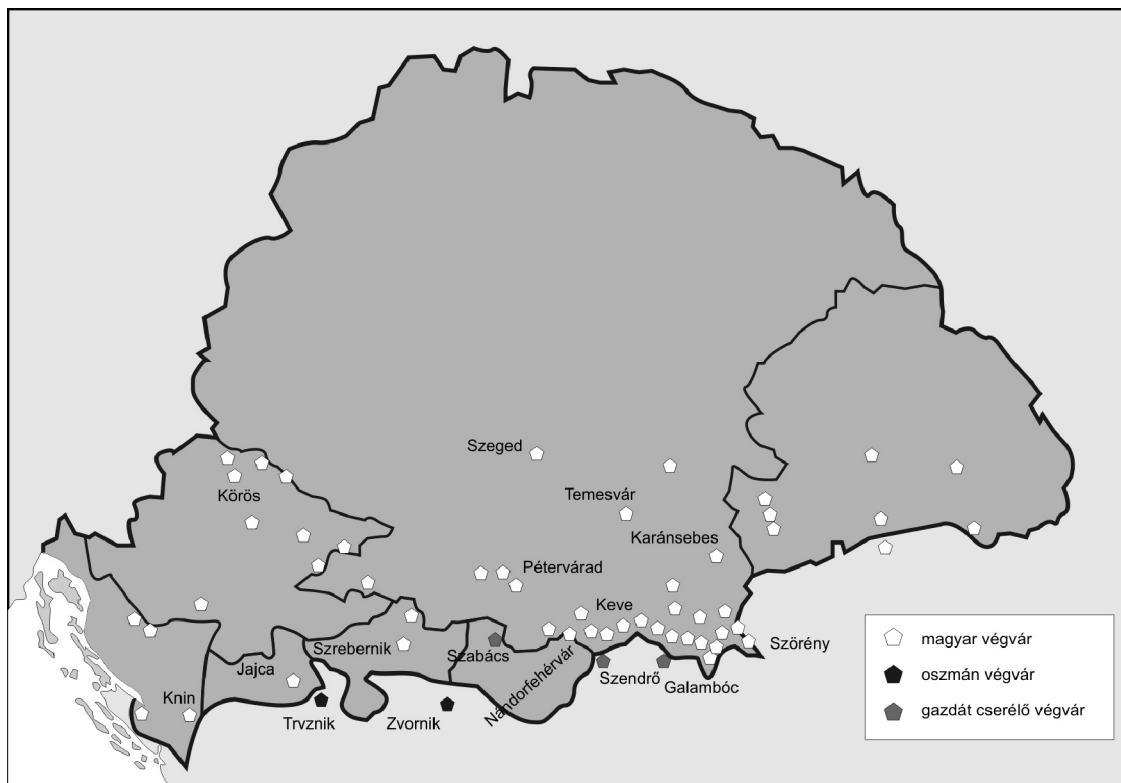 Szeged
Körös
Temesvár
Karánsebes
Pétervárad
Keve
Szrebernik
Szabács
Nándorfehérvár
Szörény
Jajca
Szendrő
Galambóc
Knin
Trvznik
Zvornik
magyar végvár
oszmán végvár
gazdát cserélő végvár